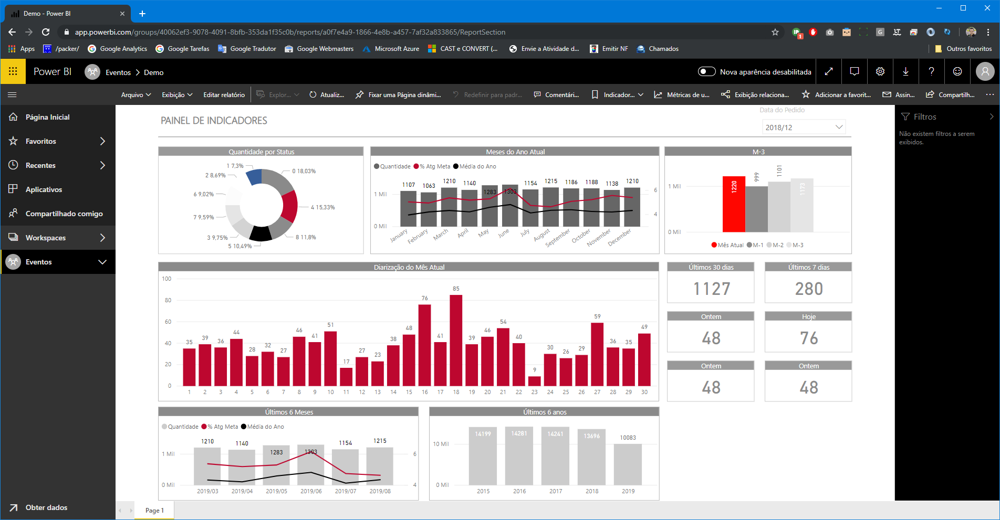 Demo - Power BI
app.powerbi.com/groups/40062ef3-9078-4091-8bfb-353da1f35c0b/reports/a0f7e4a9-1866-4e8b-a457-7af32a833865/ReportSection
1
Apps /packer/ Google Analytics Google Tarefas Google Tradutor Google Webmasters Microsoft Azure CAST e CONVERT (... Envie a Atividade d... Emitir NF Chamados Outros favoritos
Power BI Eventos > Demo Nova aparência desabilitada
Arquivo Exibição Editar relatório Explor... Atualiz... Fixar uma Página dinâmi... Redefinir para padr... Comentári... Indicador... Métricas de u... Exibição relaciona... Adicionar a favorit... Assin... Compartilh... ...
Página Inicial
Favoritos
Recentes
Aplicativos
Compartilhado comigo
Workspaces
Eventos
Obter dados
PAINEL DE INDICADORES
Data do Pedido
2018/12
Filtros
Não existem filtros a serem
exibidos.
Quantidade por Status
1 7,3%
0 18,03%
2 8,69%
6 9,02%
4 15,33%
7 9,59%
3 9,75%
8 11,8%
5 10,49%
Meses do Ano Atual
Quantidade % Atg Meta Média do Ano
1107 1063 1210 1140 1283 1303 1154 1215 1186 1188 1138 1210
1 Mil 6
0 Mil 4
January February March April May June July August September October November December
M-3
1 Mil
0 Mil
1220 999 1101 1173
Mês Atual M-1 M-2 M-3
Diarização do Mês Atual
100
80
60
40
20
0
35 39 36 44 28 32 27 46 41 51 17 27 23 38 48 76 41 85 39 46 54 40 9 30 26 29 59 36 35 49
1 2 3 4 5 6 7 8 9 10 11 12 13 14 15 16 17 18 19 20 21 22 23 24 25 26 27 28 29 30
Últimos 30 dias
1127
Últimos 7 dias
280
Ontem
48
Hoje
76
Ontem
48
Ontem
48
Últimos 6 Meses
Quantidade % Atg Meta Média do Ano
1210 1140 1283 1303 1154 1215
1 Mil 6
0 Mil 4
2019/03 2019/04 2019/05 2019/06 2019/07 2019/08
Últimos 6 anos
14199 14281 14241 13696 10083
10 Mil
0 Mil
2015 2016 2017 2018 2019
Page 1